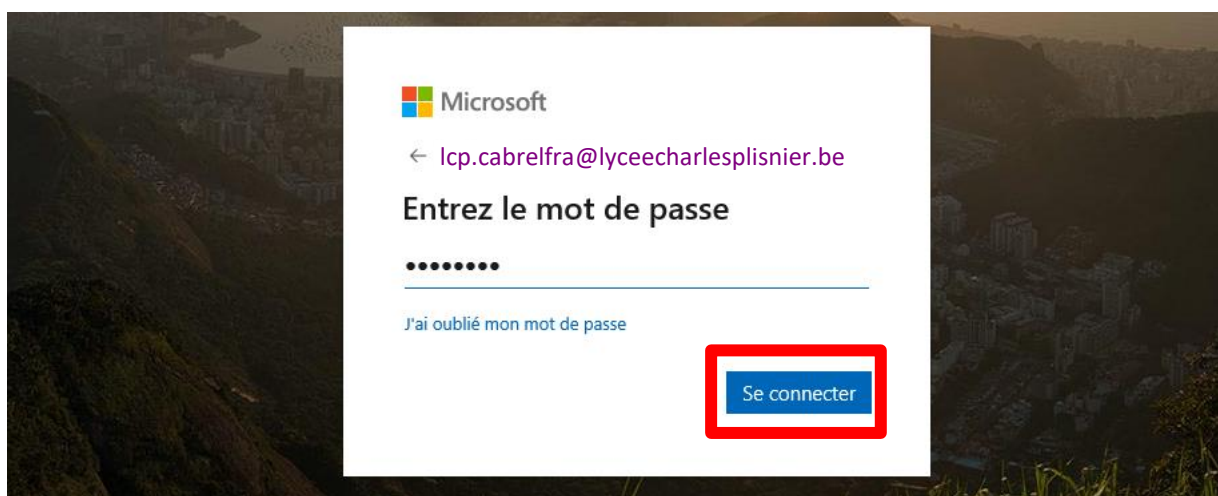 Microsoft
← lcp.cabrelfra@lyceecharlesplisnier.be
Entrez le mot de passe
••••••••
J'ai oublié mon mot de passe
Se connecter